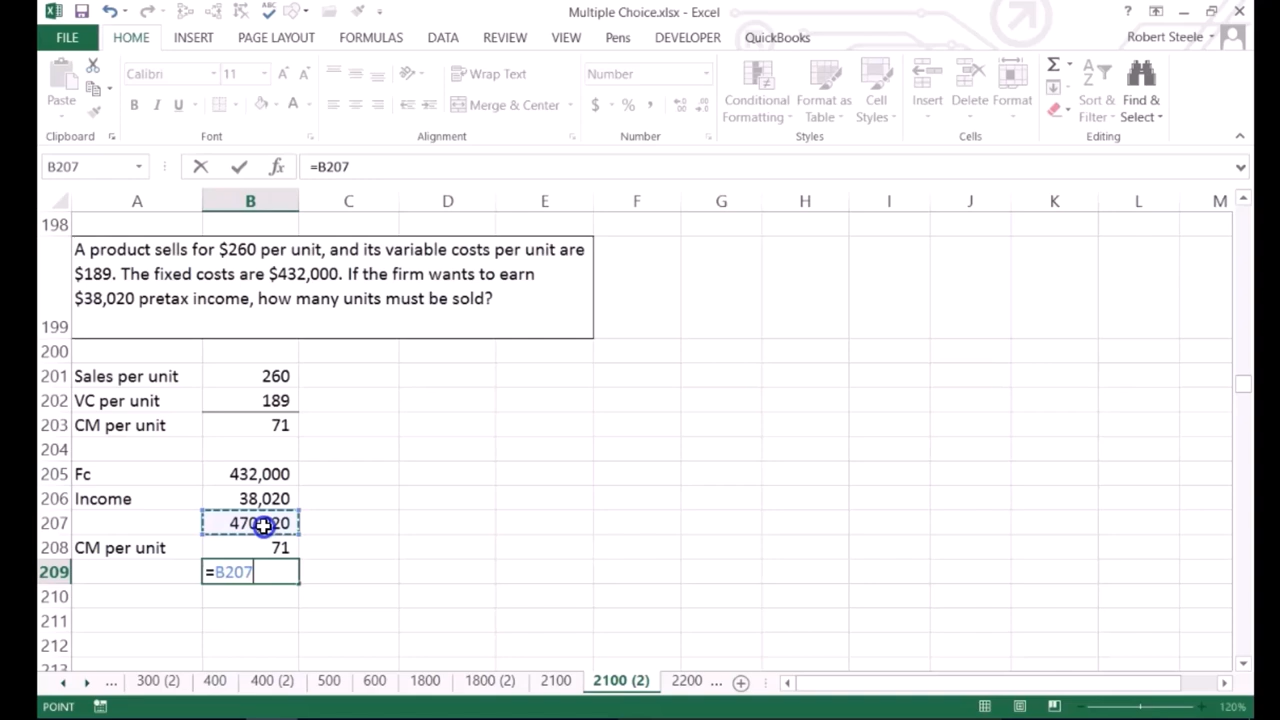 Multiple Choice.xlsx - Excel
FILE HOME INSERT PAGE LAYOUT FORMULAS DATA REVIEW VIEW Pens DEVELOPER QuickBooks Robert Steele
Calibri 11 Wrap Text Number
Paste B I U Merge & Center $ % , Conditional Formatting Format as Table Cell Styles Insert Delete Format Sort & Filter Find & Select
Clipboard Font Alignment Number Styles Cells Editing
B207 fx =B207
A B C D E F G H I J K L M
198
A product sells for $260 per unit, and its variable costs per unit are
$189. The fixed costs are $432,000. If the firm wants to earn
$38,020 pretax income, how many units must be sold?
199
200
201 Sales per unit 260
202 VC per unit 189
203 CM per unit 71
204
205 Fc 432,000
206 Income 38,020
207
208 CM per unit 71
209 =B207
210
211
212
213
... 300 (2) 400 400 (2) 500 600 1800 1800 (2) 2100 2100 (2) 2200 ...
POINT 120%